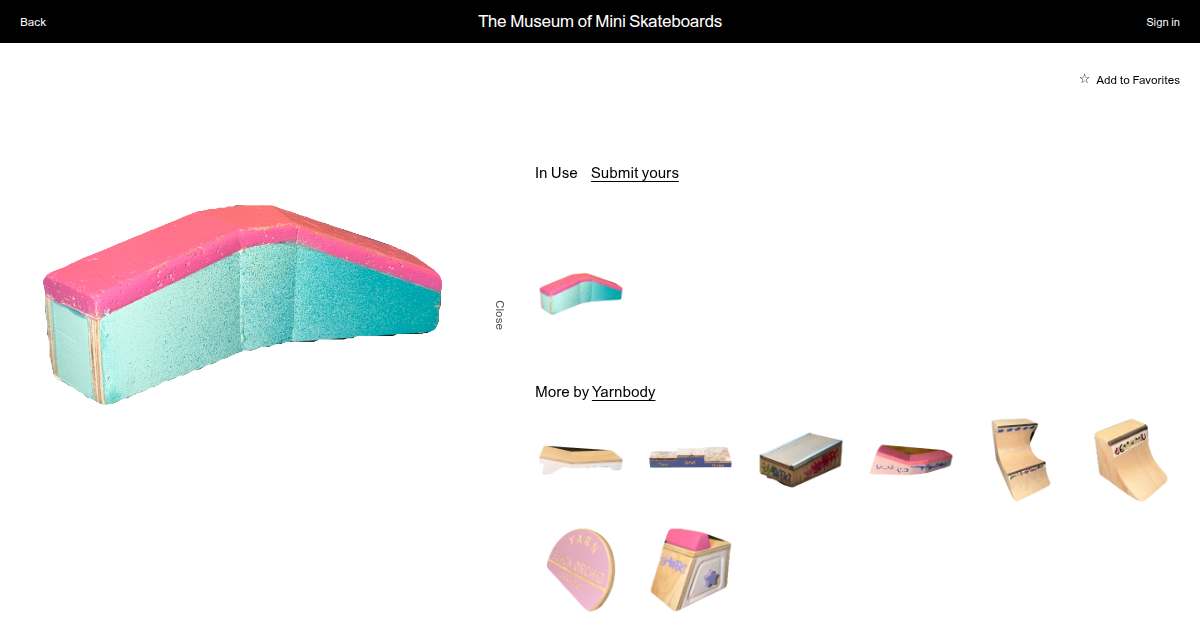 Back
The Museum of Mini Skateboards
Sign in
☆ Add to Favorites
In Use Submit yours
Close
More by Yarnbody
YARN